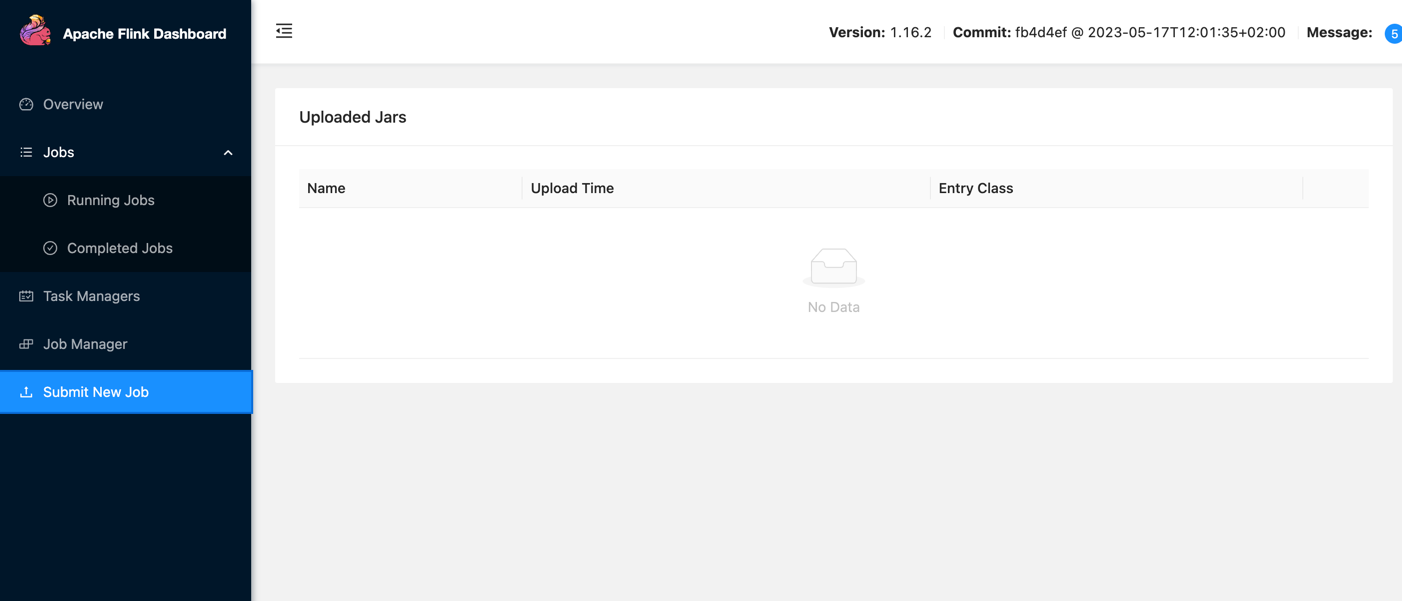 Apache Flink Dashboard
Version: 1.16.2 Commit: fb4d4ef @ 2023-05-17T12:01:35+02:00 Message: 5
Overview
Jobs
Running Jobs
Completed Jobs
Task Managers
Job Manager
Submit New Job
Uploaded Jars
Name Upload Time Entry Class
No Data